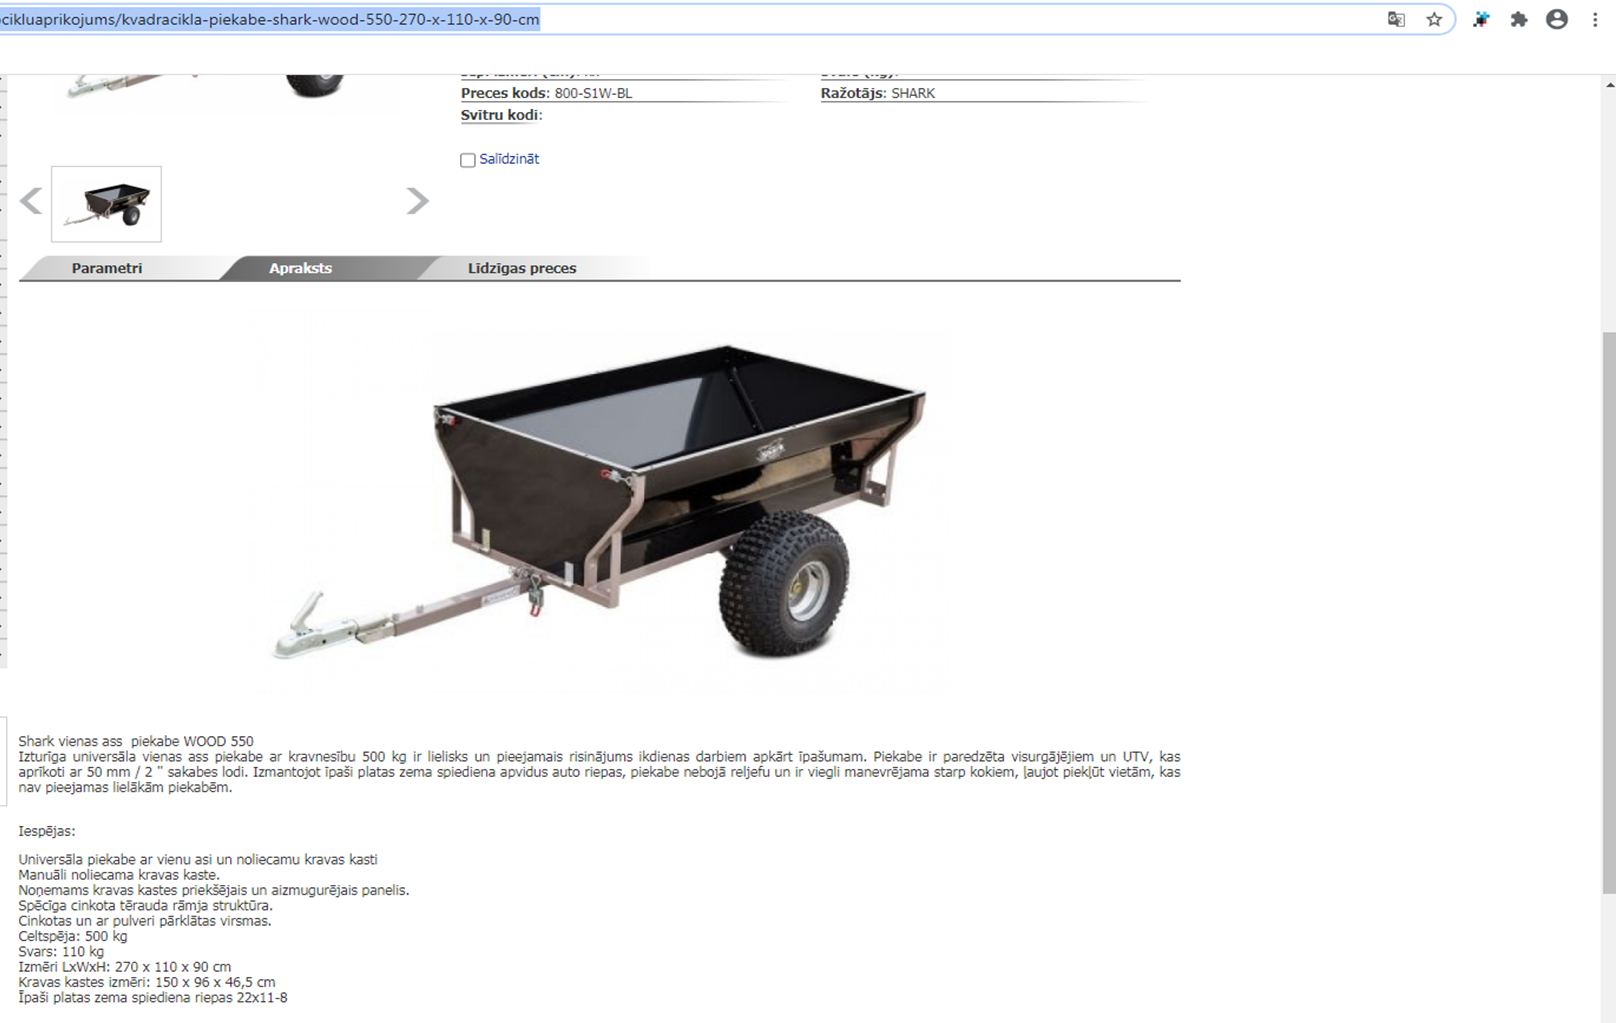 cikluaprikojums/kvadracikla-piekabe-shark-wood-550-270-x-110-x-90-cm
Preces kods: 800-S1W-BL
Ražotājs: SHARK
Svītru kodi:
Salīdzināt
Parametri
Apraksts
Līdzīgas preces
Shark vienas ass piekabe WOOD 550
Izturīga universāla vienas ass piekabe ar kravnesību 500 kg ir lielisks un pieejamais risinājums ikdienas darbiem apkārt īpašumam. Piekabe ir paredzēta visurgājējiem un UTV, kas
aprīkoti ar 50 mm / 2 " sakabes lodi. Izmantojot īpaši platas zema spiediena apvidus auto riepas, piekabe nebojā reljefu un ir viegli manevrējama starp kokiem, ļaujot piekļūt vietām, kas
nav pieejamas lielākām piekabēm.
Iespējas:
Universāla piekabe ar vienu asi un noliecamu kravas kasti
Manuāli noliecama kravas kaste.
Noņemams kravas kastes priekšējais un aizmugurējais panelis.
Spēcīga cinkota tērauda rāmja struktūra.
Cinkotas un ar pulveri pārklātas virsmas.
Celtspēja: 500 kg
Svars: 110 kg
Izmēri LxWxH: 270 x 110 x 90 cm
Kravas kastes izmēri: 150 x 96 x 46,5 cm
Īpaši platas zema spiediena riepas 22x11-8